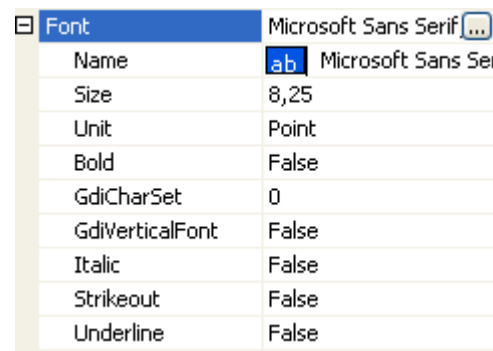 Font Microsoft Sans Serif ...
Name ab Microsoft Sans Ser
Size 8,25
Unit Point
Bold False
GdiCharSet 0
GdiVerticalFont False
Italic False
Strikeout False
Underline False